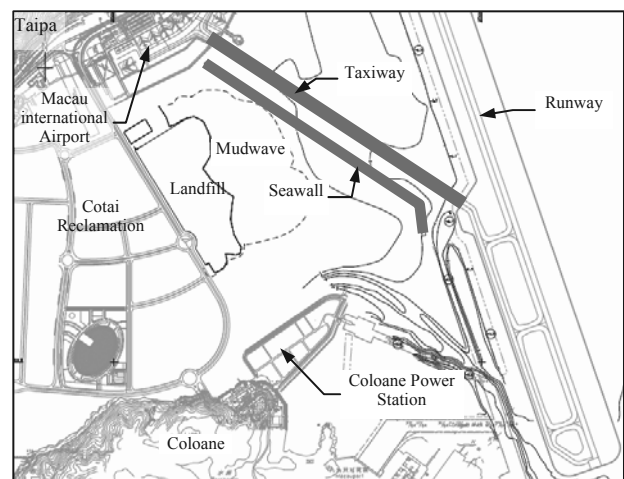 Taipa
Taxiway
Runway
Macau
international
Airport
Mudwave
Landfill
Seawall
Cotai
Reclamation
Coloane Power
Station
Coloane